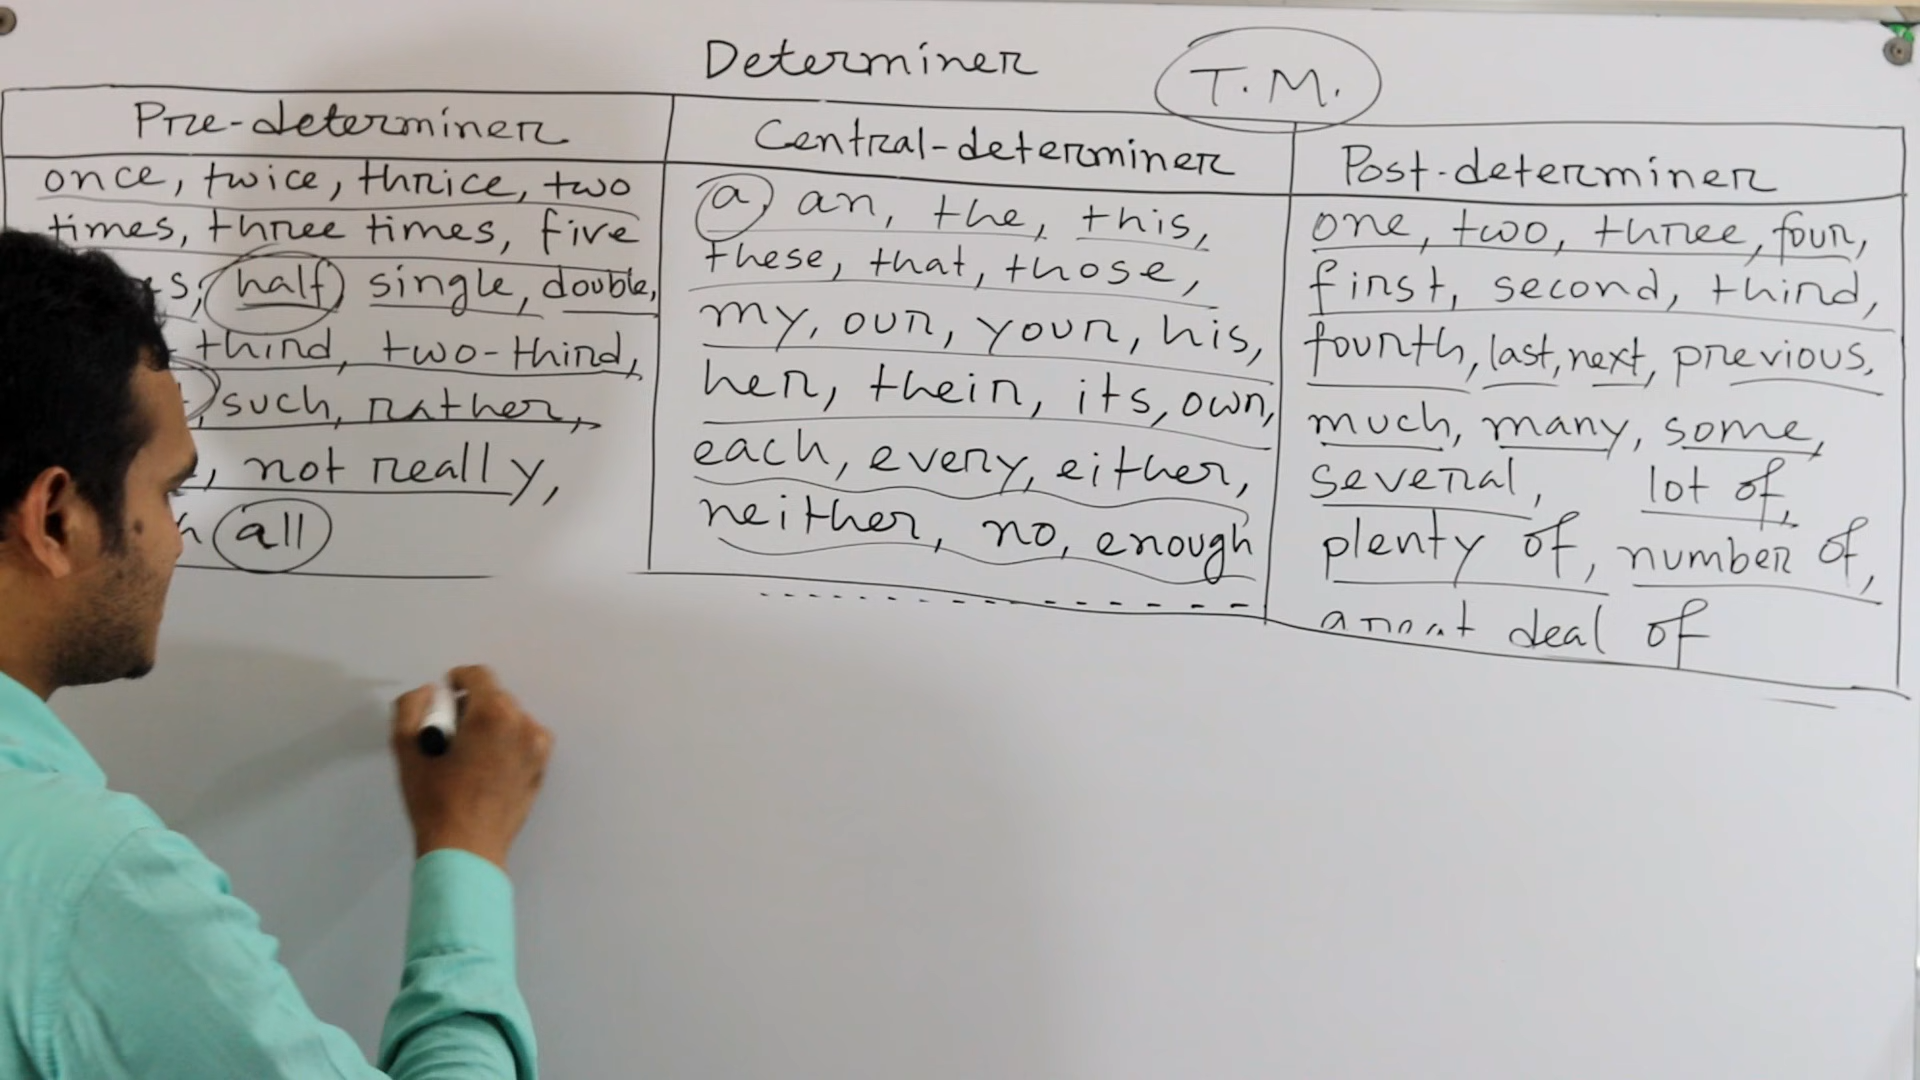 Determiner
T.M.
Pre-determiner
once, twice, thrice, two
times, three times, five
half, single, double,
third, two-third,
such, rather,
not really,
all
Central-determiner
a, an, the, this,
these, that, those,
my, our, your, his,
her, their, its, own,
each, every, either,
neither, no, enough
Post-determiner
one, two, three, four,
first, second, third,
fourth, last, next, previous,
much, many, some,
several, lot of,
plenty of, number of,
deal of